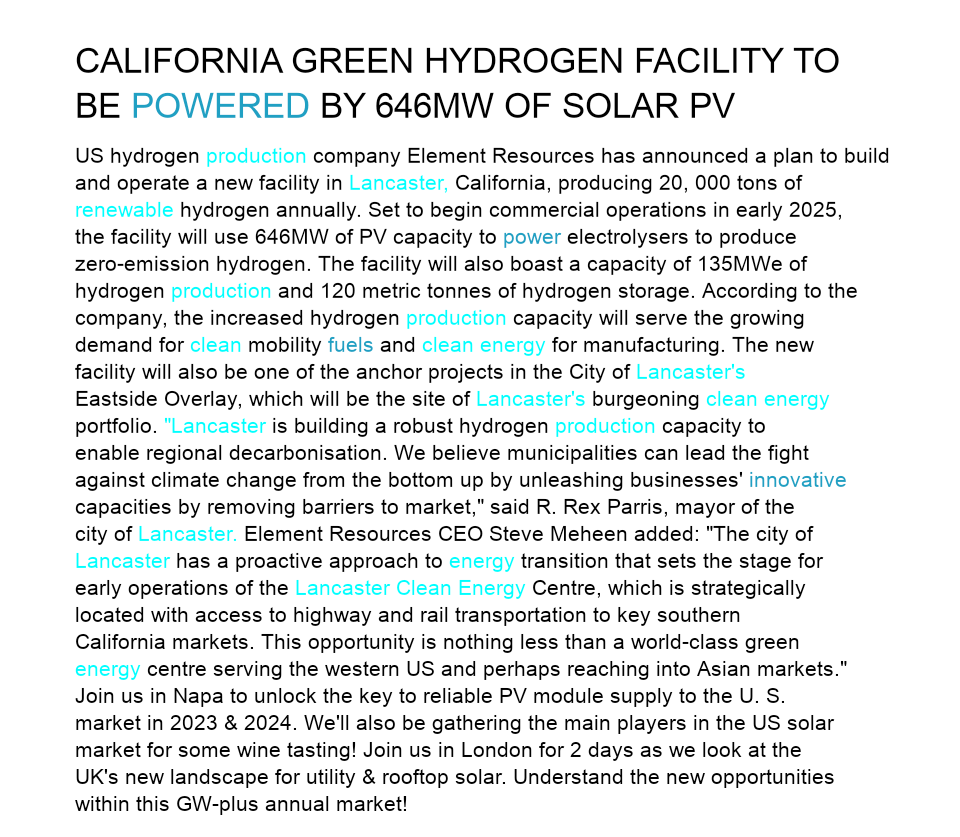 CALIFORNIA GREEN HYDROGEN FACILITY TO
BE POWERED BY 646MW OF SOLAR PV
US hydrogen production company Element Resources has announced a plan to build
and operate a new facility in Lancaster, California, producing 20, 000 tons of
renewable hydrogen annually. Set to begin commercial operations in early 2025,
the facility will use 646MW of PV capacity to power electrolysers to produce
zero-emission hydrogen. The facility will also boast a capacity of 135MWe of
hydrogen production and 120 metric tonnes of hydrogen storage. According to the
company, the increased hydrogen production capacity will serve the growing
demand for clean mobility fuels and clean energy for manufacturing. The new
facility will also be one of the anchor projects in the City of Lancaster's
Eastside Overlay, which will be the site of Lancaster's burgeoning clean energy
portfolio. "Lancaster is building a robust hydrogen production capacity to
enable regional decarbonisation. We believe municipalities can lead the fight
against climate change from the bottom up by unleashing businesses' innovative
capacities by removing barriers to market," said R. Rex Parris, mayor of the
city of Lancaster. Element Resources CEO Steve Meheen added: "The city of
Lancaster has a proactive approach to energy transition that sets the stage for
early operations of the Lancaster Clean Energy Centre, which is strategically
located with access to highway and rail transportation to key southern
California markets. This opportunity is nothing less than a world-class green
energy centre serving the western US and perhaps reaching into Asian markets."
Join us in Napa to unlock the key to reliable PV module supply to the U. S.
market in 2023 & 2024. We'll also be gathering the main players in the US solar
market for some wine tasting! Join us in London for 2 days as we look at the
UK's new landscape for utility & rooftop solar. Understand the new opportunities
within this GW-plus annual market!